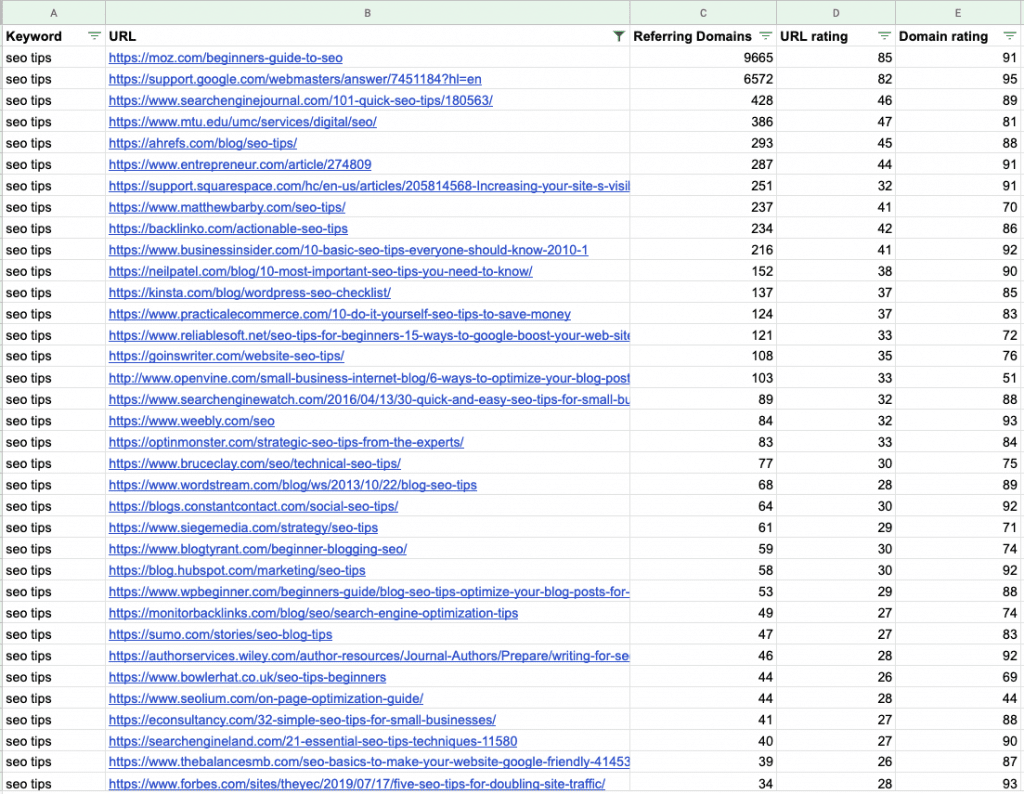 A B C D E
Keyword URL Referring Domains URL rating Domain rating
seo tips https://moz.com/beginners-guide-to-seo 9665 85 91
seo tips https://support.google.com/webmasters/answer/7451184?hl=en 6572 82 95
seo tips https://www.searchenginejournal.com/101-quick-seo-tips/180563/ 428 46 89
seo tips https://www.mtu.edu/umc/services/digital/seo/ 386 47 81
seo tips https://ahrefs.com/blog/seo-tips/ 293 45 88
seo tips https://www.entrepreneur.com/article/274809 287 44 91
seo tips https://support.squarespace.com/hc/en-us/articles/205814568-Increasing-your-site-s-visil 251 32 91
seo tips https://www.matthewbarby.com/seo-tips/ 237 41 70
seo tips https://backlinko.com/actionable-seo-tips 234 42 86
seo tips https://www.businessinsider.com/10-basic-seo-tips-everyone-should-know-2010-1 216 41 92
seo tips https://neilpatel.com/blog/10-most-important-seo-tips-you-need-to-know/ 152 38 90
seo tips https://kinsta.com/blog/wordpress-seo-checklist/ 137 37 85
seo tips https://www.practicalecommerce.com/10-do-it-yourself-seo-tips-to-save-money 124 37 83
seo tips https://www.reliablesoft.net/seo-tips-for-beginners-15-ways-to-google-boost-your-web-site 121 33 72
seo tips https://goinswriter.com/website-seo-tips/ 108 35 76
seo tips http://www.openvine.com/small-business-internet-blog/6-ways-to-optimize-your-blog-post 103 33 51
seo tips https://www.searchenginewatch.com/2016/04/13/30-quick-and-easy-seo-tips-for-small-bu 89 32 88
seo tips https://www.weebly.com/seo 84 32 93
seo tips https://optinmonster.com/strategic-seo-tips-from-the-experts/ 83 33 84
seo tips https://www.bruceclay.com/seo/technical-seo-tips/ 77 30 75
seo tips https://www.wordstream.com/blog/ws/2013/10/22/blog-seo-tips 68 28 89
seo tips https://blogs.constantcontact.com/social-seo-tips/ 64 30 92
seo tips https://www.siegemedia.com/strategy/seo-tips 61 29 71
seo tips https://www.blogtyrant.com/beginner-blogging-seo/ 59 30 74
seo tips https://blog.hubspot.com/marketing/seo-tips 58 30 92
seo tips https://www.wpbeginner.com/beginners-guide/blog-seo-tips-optimize-your-blog-posts-for- 53 29 88
seo tips https://monitorbacklinks.com/blog/seo/search-engine-optimization-tips 49 27 74
seo tips https://sumo.com/stories/seo-blog-tips 47 27 83
seo tips https://authorservices.wiley.com/author-resources/Journal-Authors/Prepare/writing-for-se 46 28 92
seo tips https://www.bowlerhat.co.uk/seo-tips-beginners 44 26 69
seo tips https://www.seolium.com/on-page-optimization-guide/ 44 28 44
seo tips https://econsultancy.com/32-simple-seo-tips-for-small-businesses/ 41 27 88
seo tips https://searchengineland.com/21-essential-seo-tips-techniques-11580 40 27 90
seo tips https://www.thebalancesmb.com/seo-basics-to-make-your-website-google-friendly-41453 39 26 87
seo tips https://www.forbes.com/sites/theyec/2019/07/17/five-seo-tips-for-doubling-site-traffic/ 34 28 93